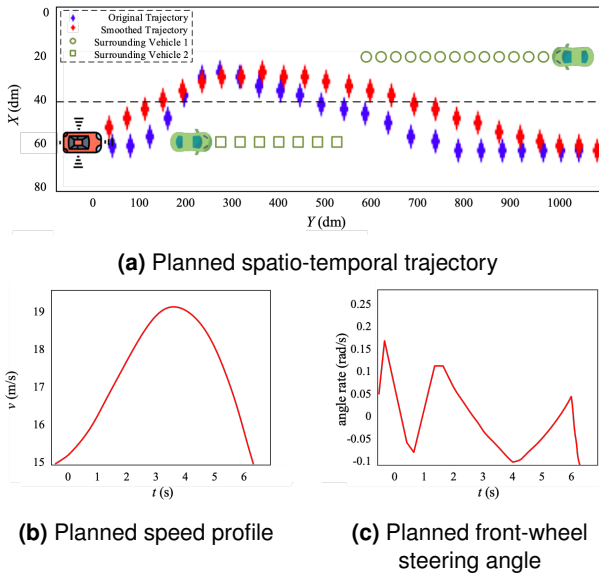 0
20
40
60
80
X (dm)
Original Trajectory
Smoothed Trajectory
Surrounding Vehicle 1
Surrounding Vehicle 2
0 100 200 300 400 500 600 700 800 900 1000
Y (dm)
(a) Planned spatio-temporal trajectory
19
18
17
16
15
v (m/s)
0 1 2 3 4 5 6
t (s)
(b) Planned speed profile
0.25
0.20
0.15
0.10
0.05
0
-0.05
-0.1
angle rate (rad/s)
0 1 2 3 4 5 6
t (s)
(c) Planned front-wheel
steering angle